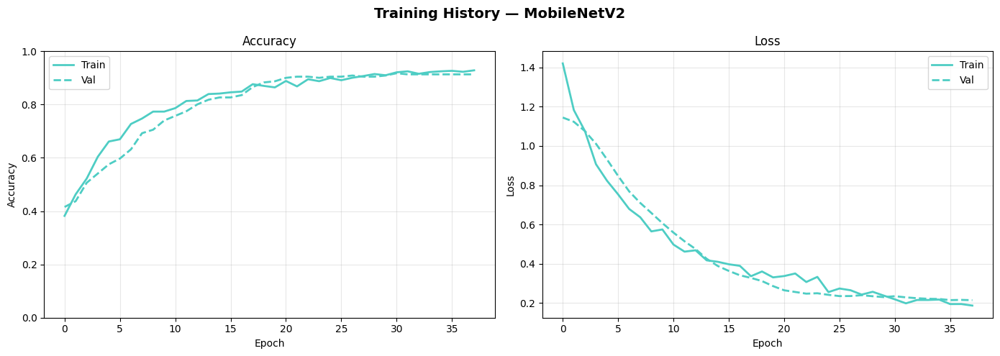 Training History — MobileNetV2
Accuracy
Train
Val
Accuracy
1.0
0.8
0.6
0.4
0.2
0.0
0 5 10 15 20 25 30 35
Epoch
Loss
Train
Val
Loss
1.4
1.2
1.0
0.8
0.6
0.4
0.2
0 5 10 15 20 25 30 35
Epoch